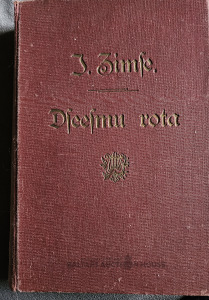 J. Zimse.
Dseesmu rota